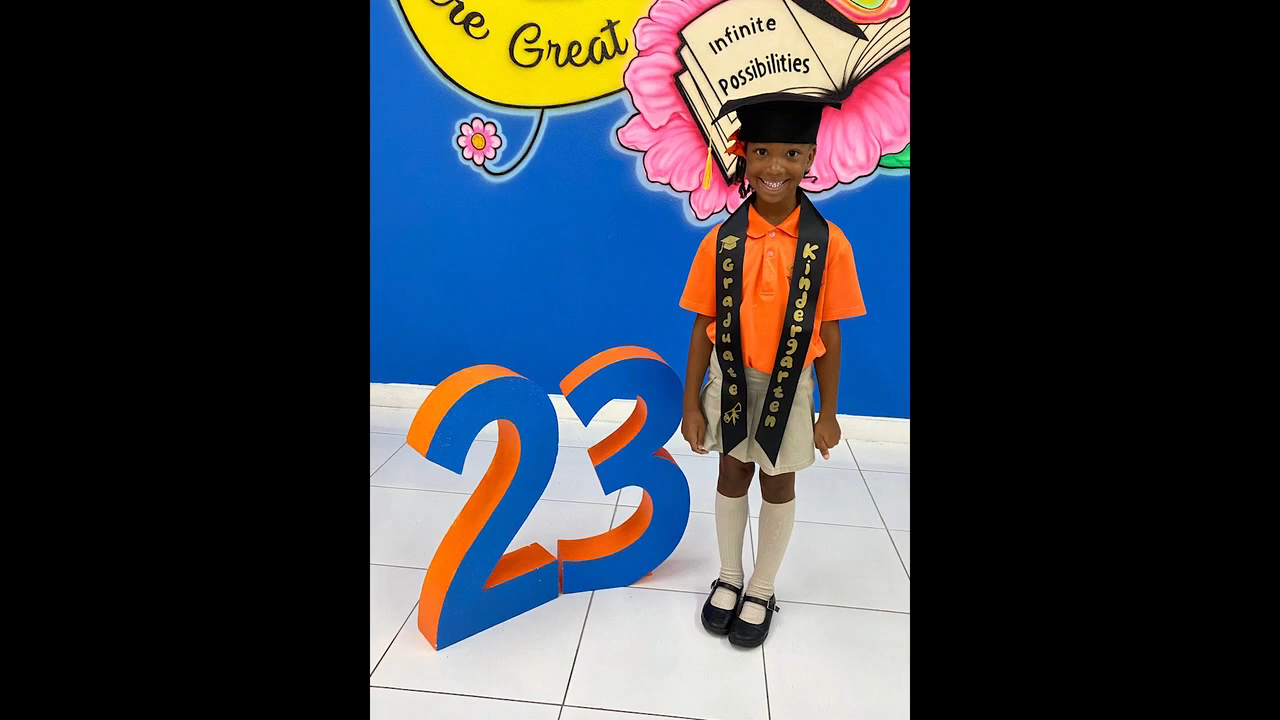 Great
Infinite
Possibilities
Graduate
Kindergarten
23